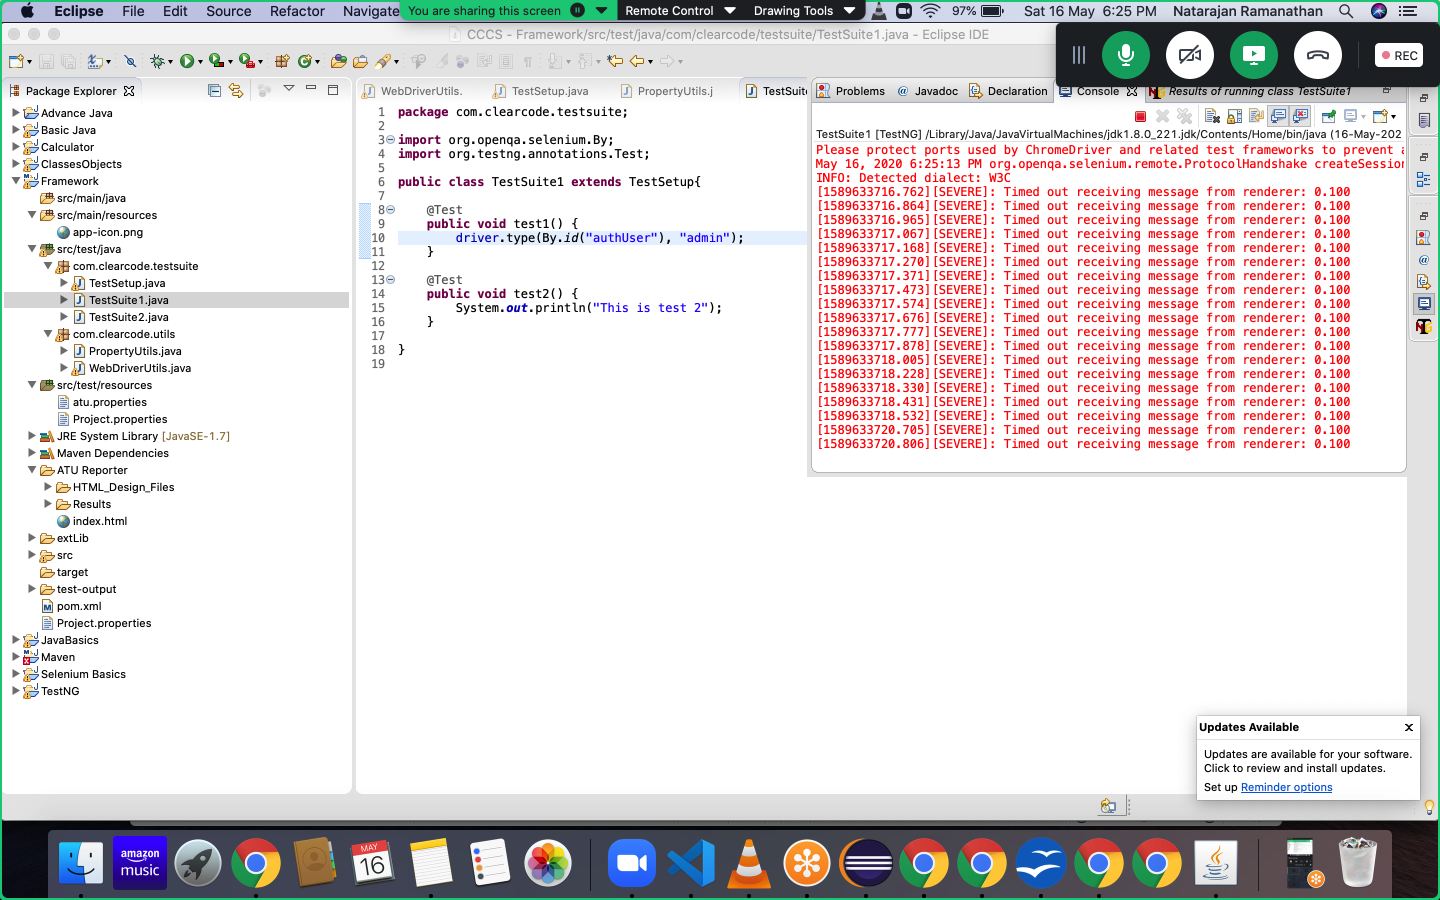 Eclipse File Edit Source Refactor Navigate
You are sharing this screen
Remote Control Drawing Tools
97% Sat 16 May 6:25 PM Natarajan Ramanathan
CCCS - Framework/src/test/java/com/clearcode/testsuite/TestSuite1.java - Eclipse IDE
REC
Package Explorer
Advance Java
Basic Java
Calculator
ClassesObjects
Framework
src/main/java
src/main/resources
app-icon.png
src/test/java
com.clearcode.testsuite
TestSetup.java
TestSuite1.java
TestSuite2.java
com.clearcode.utils
PropertyUtils.java
WebDriverUtils.java
src/test/resources
atu.properties
Project.properties
JRE System Library [JavaSE-1.7]
Maven Dependencies
ATU Reporter
HTML_Design_Files
Results
index.html
extLib
src
target
test-output
pom.xml
Project.properties
JavaBasics
Maven
Selenium Basics
TestNG
WebDriverUtils. TestSetup.java PropertyUtils.j TestSuite
1 package com.clearcode.testsuite;
2
3 import org.openqa.selenium.By;
4 import org.testng.annotations.Test;
5
6 public class TestSuite1 extends TestSetup{
7
8 @Test
9 public void test1() {
10 driver.type(By.id("authUser"), "admin");
11 }
12
13 @Test
14 public void test2() {
15 System.out.println("This is test 2");
16 }
17
18 }
19
Problems Javadoc Declaration Console Results of running class TestSuite1
TestSuite1 [TestNG] /Library/Java/JavaVirtualMachines/jdk1.8.0_221.jdk/Contents/Home/bin/java (16-May-202
Please protect ports used by ChromeDriver and related test frameworks to prevent a
May 16, 2020 6:25:13 PM org.openqa.selenium.remote.ProtocolHandshake createSession
INFO: Detected dialect: W3C
[1589633716.762][SEVERE]: Timed out receiving message from renderer: 0.100
[1589633716.864][SEVERE]: Timed out receiving message from renderer: 0.100
[1589633716.965][SEVERE]: Timed out receiving message from renderer: 0.100
[1589633717.067][SEVERE]: Timed out receiving message from renderer: 0.100
[1589633717.168][SEVERE]: Timed out receiving message from renderer: 0.100
[1589633717.270][SEVERE]: Timed out receiving message from renderer: 0.100
[1589633717.371][SEVERE]: Timed out receiving message from renderer: 0.100
[1589633717.473][SEVERE]: Timed out receiving message from renderer: 0.100
[1589633717.574][SEVERE]: Timed out receiving message from renderer: 0.100
[1589633717.676][SEVERE]: Timed out receiving message from renderer: 0.100
[1589633717.777][SEVERE]: Timed out receiving message from renderer: 0.100
[1589633717.878][SEVERE]: Timed out receiving message from renderer: 0.100
[1589633718.005][SEVERE]: Timed out receiving message from renderer: 0.100
[1589633718.228][SEVERE]: Timed out receiving message from renderer: 0.100
[1589633718.330][SEVERE]: Timed out receiving message from renderer: 0.100
[1589633718.431][SEVERE]: Timed out receiving message from renderer: 0.100
[1589633718.532][SEVERE]: Timed out receiving message from renderer: 0.100
[1589633720.705][SEVERE]: Timed out receiving message from renderer: 0.100
[1589633720.806][SEVERE]: Timed out receiving message from renderer: 0.100
Updates Available
Updates are available for your software.
Click to review and install updates.
Set up Reminder options
amazon
music
MAY
16